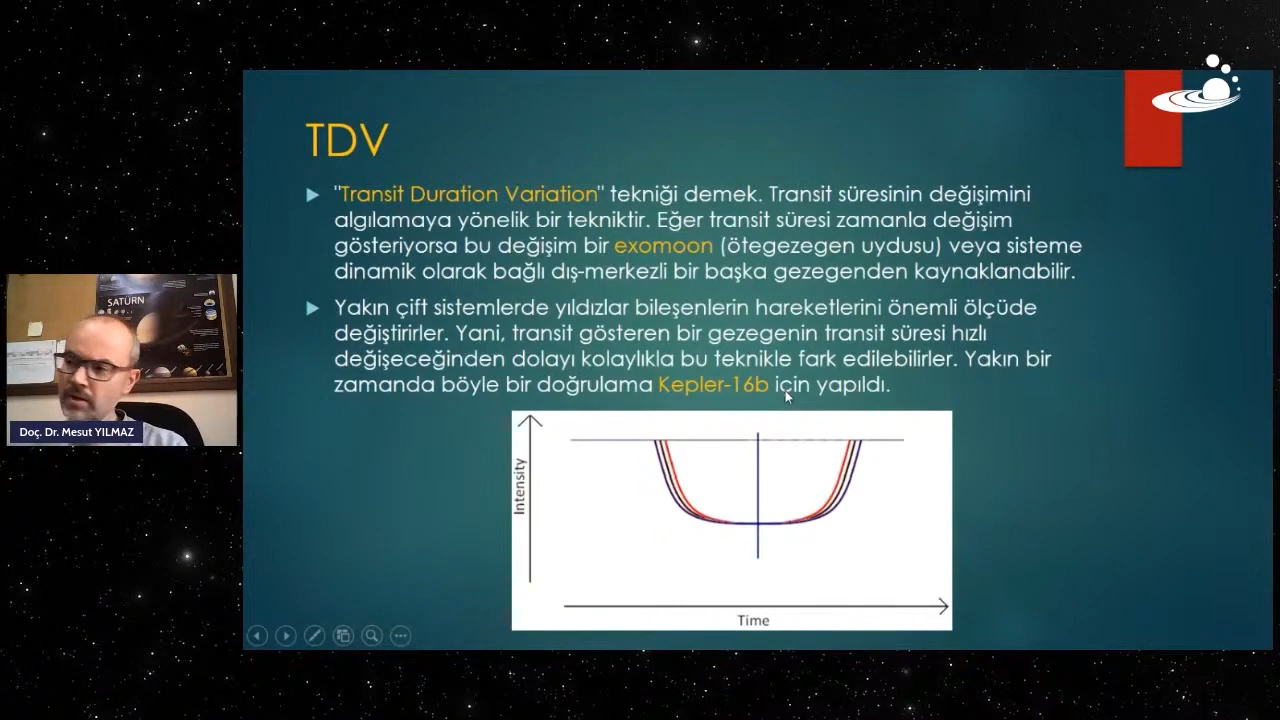 TDV
"Transit Duration Variation" tekniği demek. Transit süresinin değişimini
algılamaya yönelik bir tekniktir. Eğer transit süresi zamanla değişim
gösteriyorsa bu değişim bir exomoon (ötegezegen uydusu) veya sisteme
dinamik olarak bağlı dış-merkezli bir başka gezegenden kaynaklanabilir.
Yakın çift sistemlerde yıldızlar bileşenlerin hareketlerini önemli ölçüde
değiştirirler. Yani, transit gösteren bir gezegenin transit süresi hızlı
değişeceğinden dolayı kolaylıkla bu teknikle fark edilebilirler. Yakın bir
zamanda böyle bir doğrulama Kepler-16b için yapıldı.
SATÜRN
Doç. Dr. Mesut YILMAZ
Intensity
Time